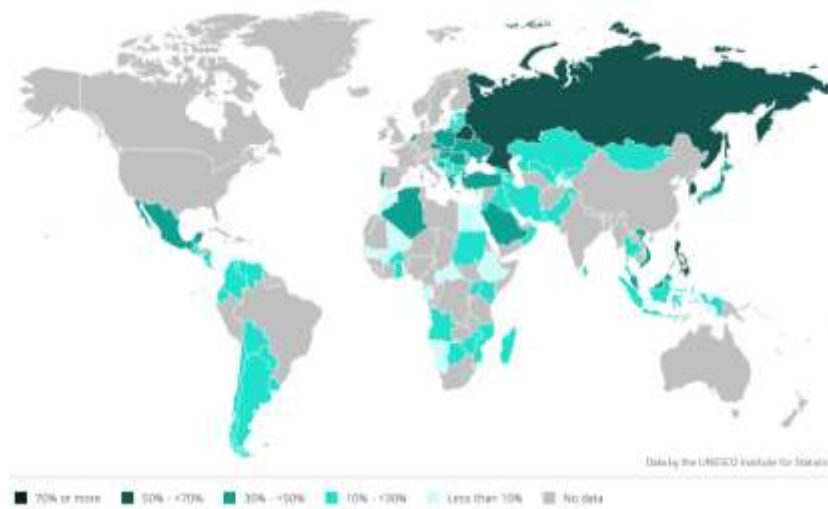 Data by the UNESCO Institute for Statistic
70% or more
50% - <70%
30% - <50%
10% - <30%
Less than 10%
No data